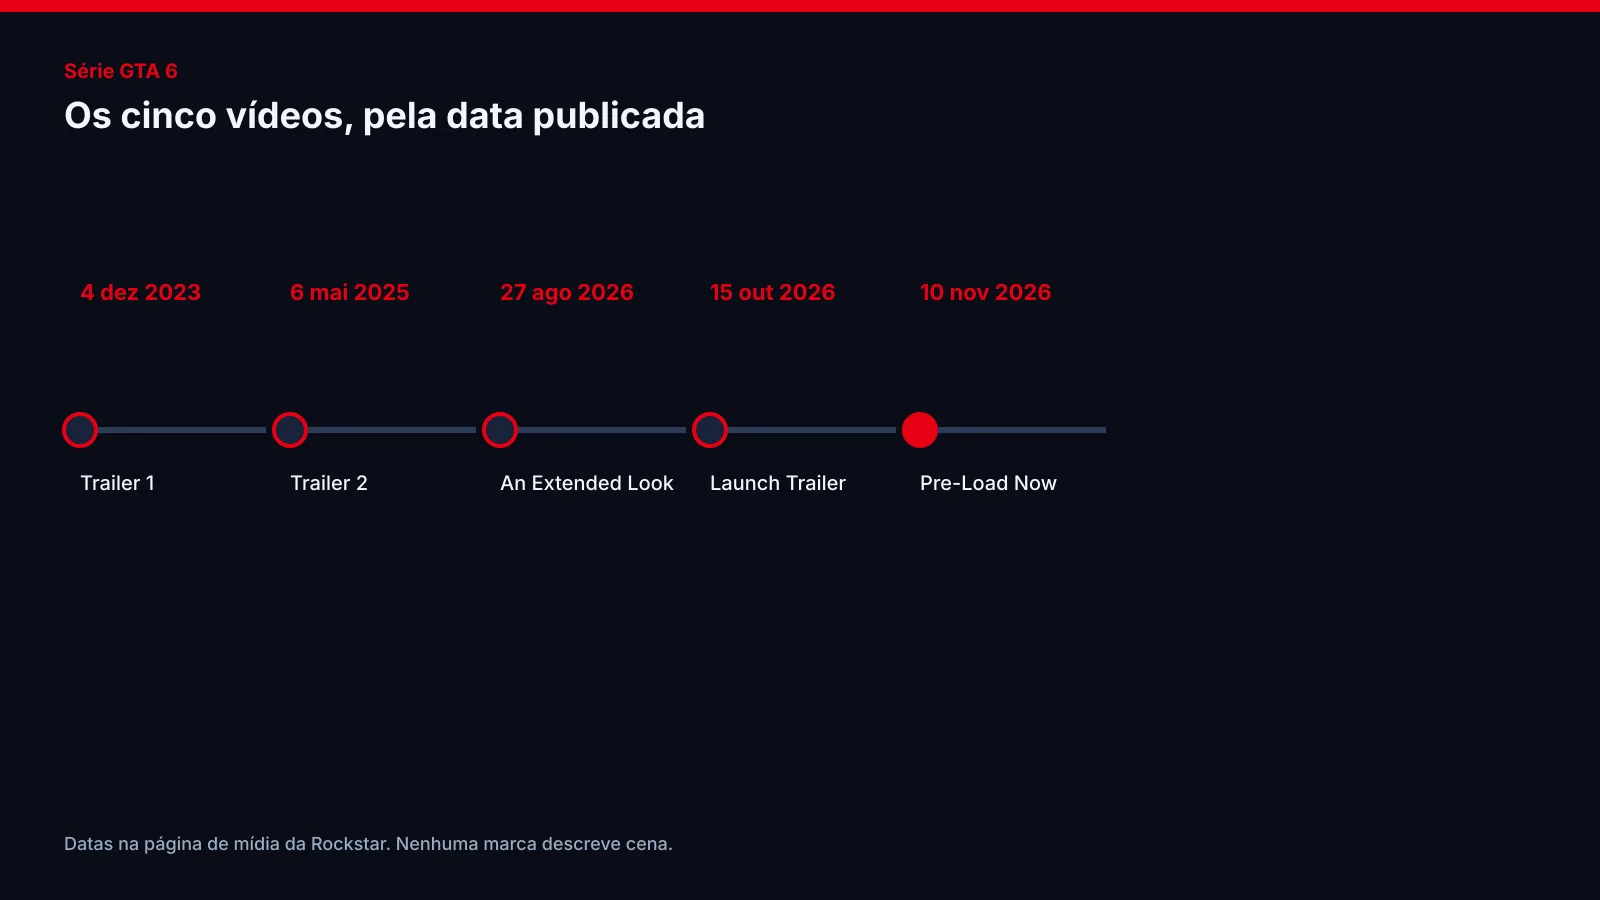 Série GTA 6
Os cinco vídeos, pela data publicada
4 dez 2023
6 mai 2025
27 ago 2026
15 out 2026
10 nov 2026
Trailer 1
Trailer 2
An Extended Look
Launch Trailer
Pre-Load Now
Datas na página de mídia da Rockstar. Nenhuma marca descreve cena.